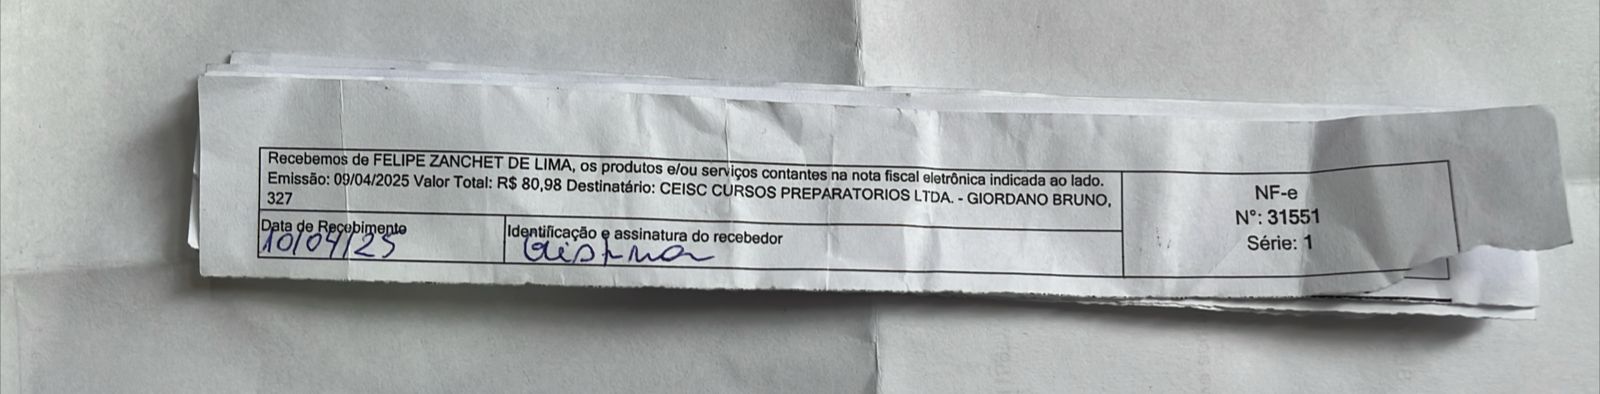 Recebemos de FELIPE ZANCHET DE LIMA, os produtos e/ou serviços contantes na nota fiscal eletrônica indicada ao lado.
Emissão: 09/04/2025 Valor Total: R$ 80,98 Destinatário: CEISC CURSOS PREPARATORIOS LTDA. - GIORDANO BRUNO,
327
Data de Recebimento
10/04/25
Identificação e assinatura do recebedor
NF-e
N°: 31551
Série: 1